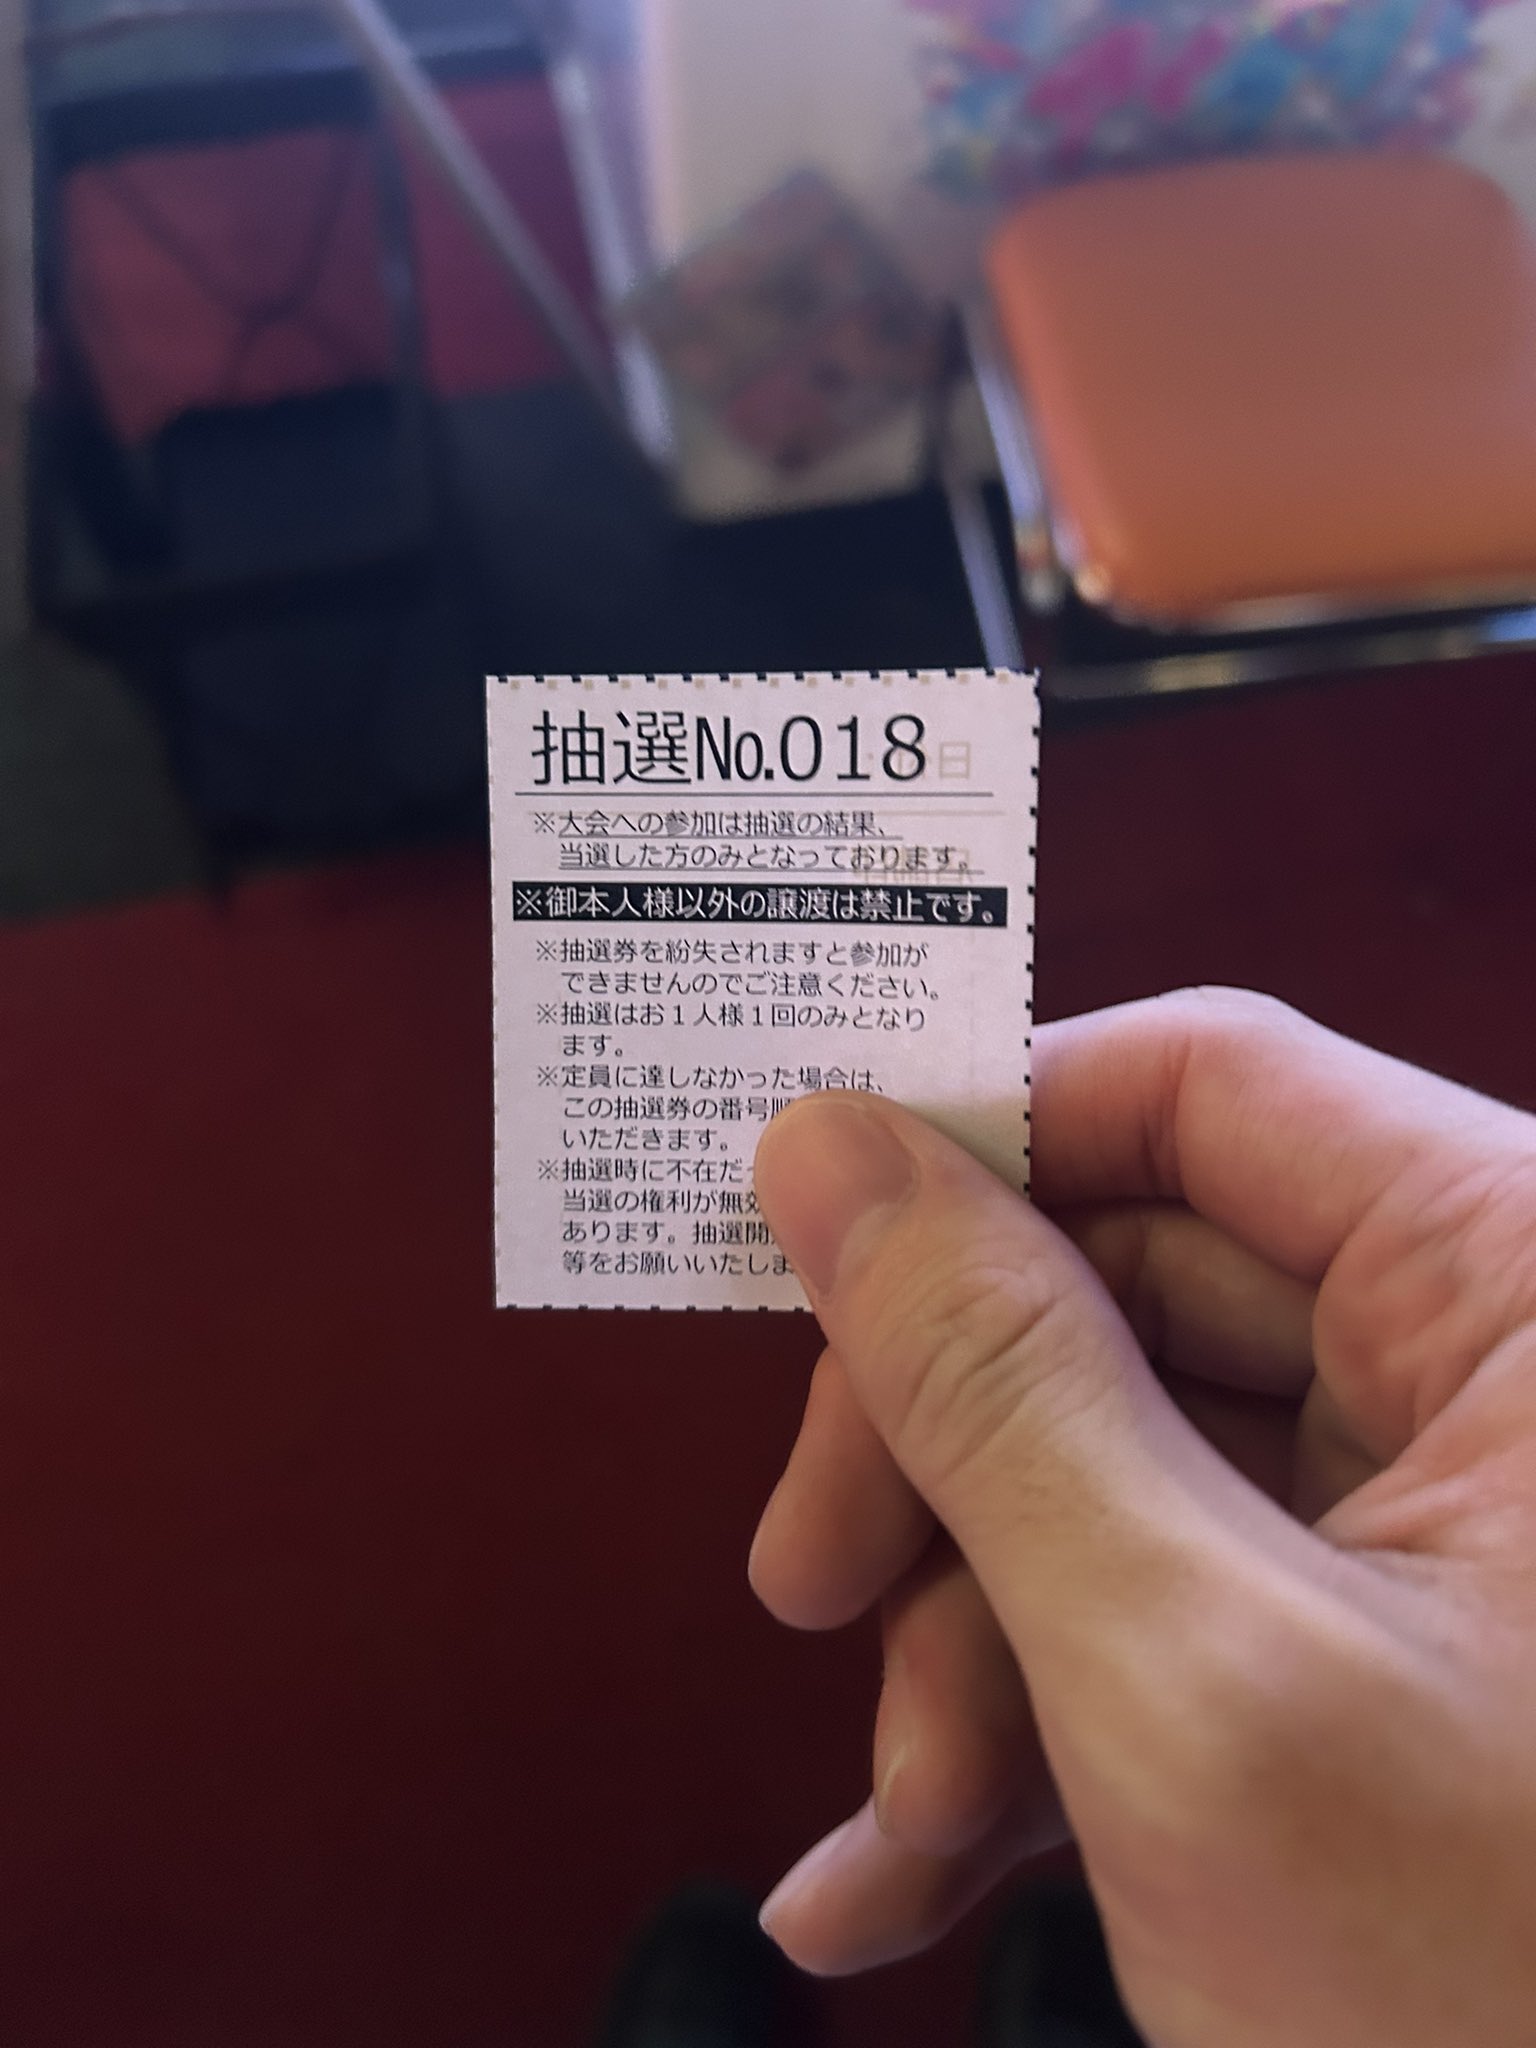 抽選No.018
※大会への参加は抽選の結果、
当選した方のみとなっております。
※御本人様以外の譲渡は禁止です。
※抽選券を紛失されますと参加が
できませんのでご注意ください。
※抽選はお１人様１回のみとなり
ます。
※定員に達しなかった場合は、
この抽選券の番号順
いただきます。
※抽選時に不在だっ
当選の権利が無効
あります。抽選開
等をお願いいたしま